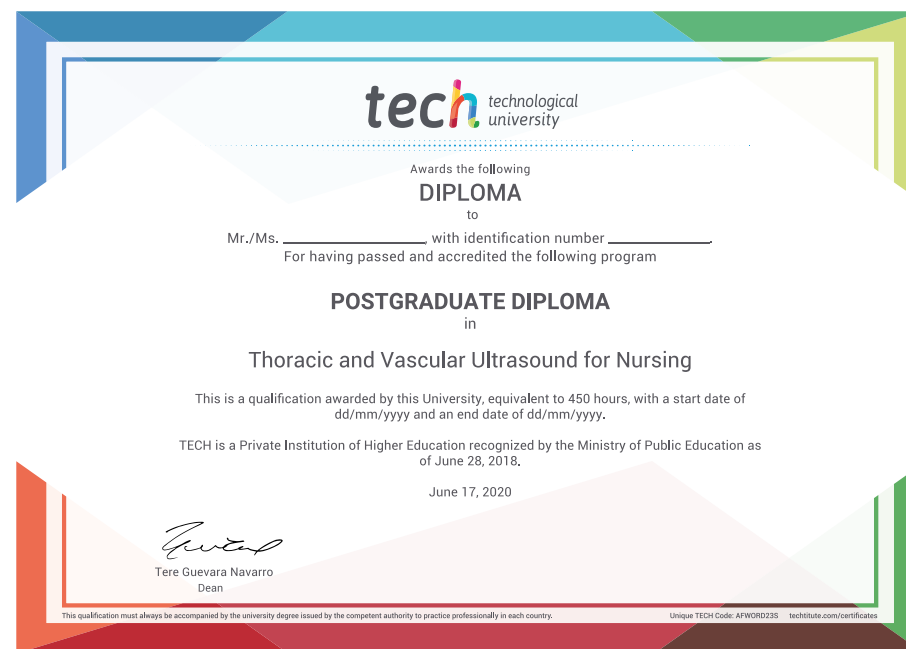 tech technological
university
Awards the following
DIPLOMA
to
Mr./Ms. ____________________, with identification number ______________.
For having passed and accredited the following program
POSTGRADUATE DIPLOMA
in
Thoracic and Vascular Ultrasound for Nursing
This is a qualification awarded by this University, equivalent to 450 hours, with a start date of
dd/mm/yyyy and an end date of dd/mm/yyyy.
TECH is a Private Institution of Higher Education recognized by the Ministry of Public Education as
of June 28, 2018.
June 17, 2020
Tere Guevara Navarro
Dean
This qualification must always be accompanied by the university degree issued by the competent authority to practice professionally in each country.
Unique TECH Code: AFWORD23S techtitute.com/certificates